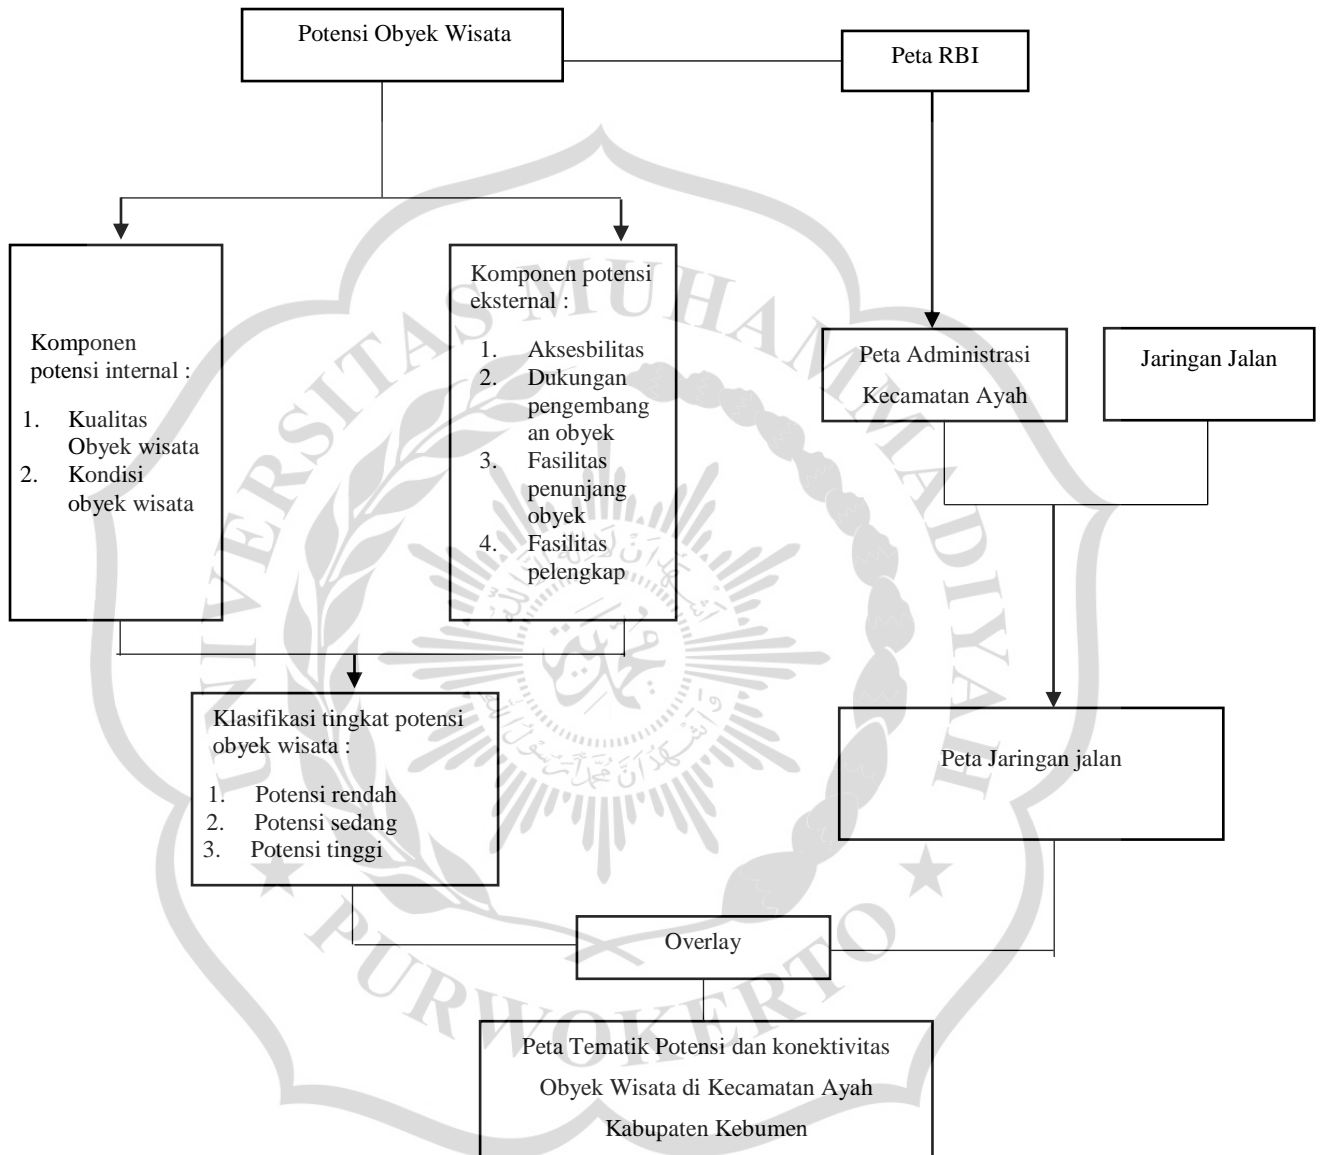 Potensi Obyek Wisata
Peta RBI
Komponen
potensi internal :
1. Kualitas
Obyek wisata
2. Kondisi
obyek wisata
Komponen potensi
eksternal :
1. Aksesbilitas
2. Dukungan
pengembang
an obyek
3. Fasilitas
penunjang
obyek
4. Fasilitas
pelengkap
Peta Administrasi
Kecamatan Ayah
Jaringan Jalan
Klasifikasi tingkat potensi
obyek wisata :
1. Potensi rendah
2. Potensi sedang
3. Potensi tinggi
Peta Jaringan jalan
Overlay
Peta Tematik Potensi dan konektivitas
Obyek Wisata di Kecamatan Ayah
Kabupaten Kebumen
UNIVERSITAS MUHAMMADIYAH
PURWOKERTO